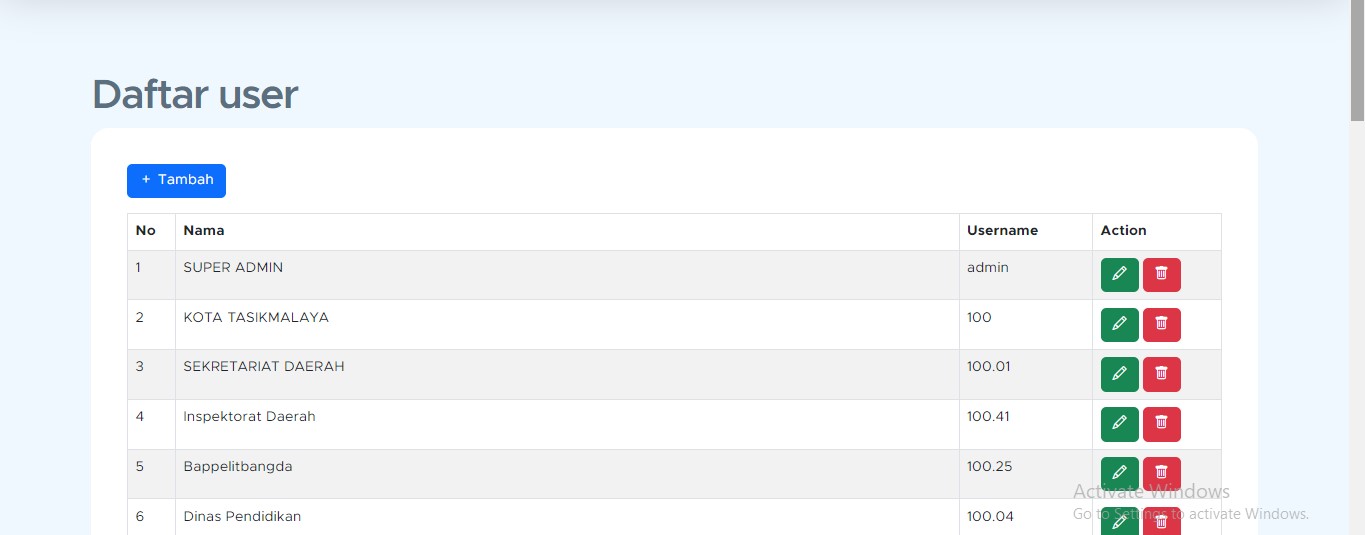 Daftar user
+ Tambah
No Nama Username Action
1 SUPER ADMIN admin
2 KOTA TASIKMALAYA 100
3 SEKRETARIAT DAERAH 100.01
4 Inspektorat Daerah 100.41
5 Bappelitbangda 100.25
Activate Windows
6 Dinas Pendidikan 100.04
Go to Settings to activate Windows.